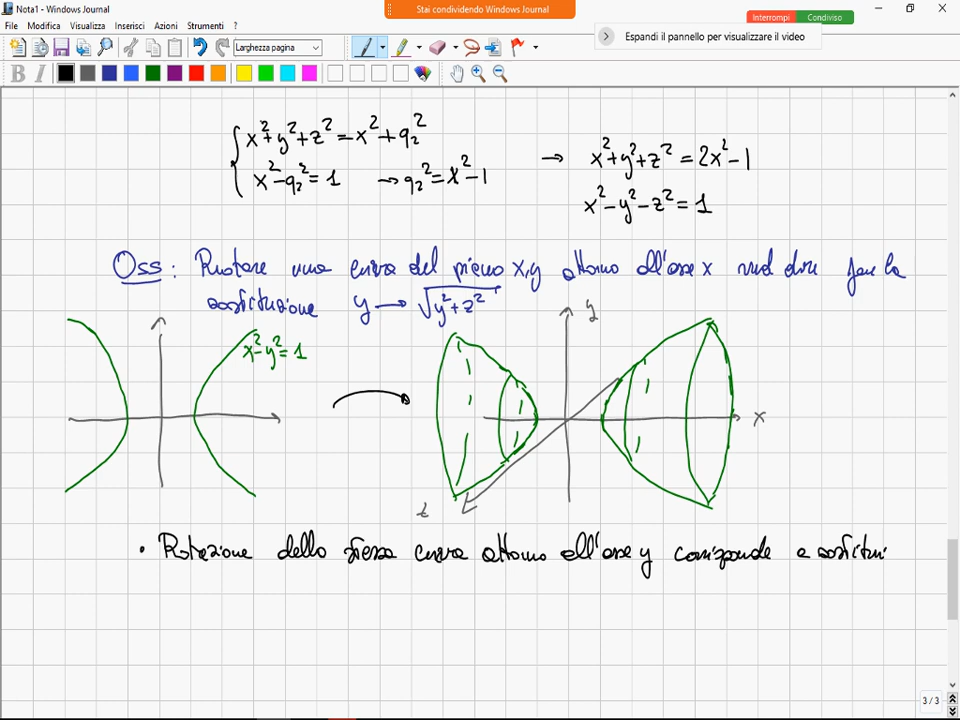 Nota1 - Windows Journal
Stai condividendo Windows Journal
Interrompi Condiviso
File Modifica Visualizza Inserisci Azioni Strumenti ?
Espandi il pannello per visualizzare il video
Larghezza pagina
B I
x²+y²+z²=x²+q₂²
x²-q₂²=1 → q₂²=x²-1
→ x²+y²+z²=2x²-1
x²-y²-z²=1
Oss: Ruotare una curva del piano x,y attorno all'asse x vuol dire fare la
sostituzione y → √(y²+z²)
x²-y²=1
y
x
z
• Rotazione dello stessa curva attorno all'asse y corrisponde a sostitui
3 / 3